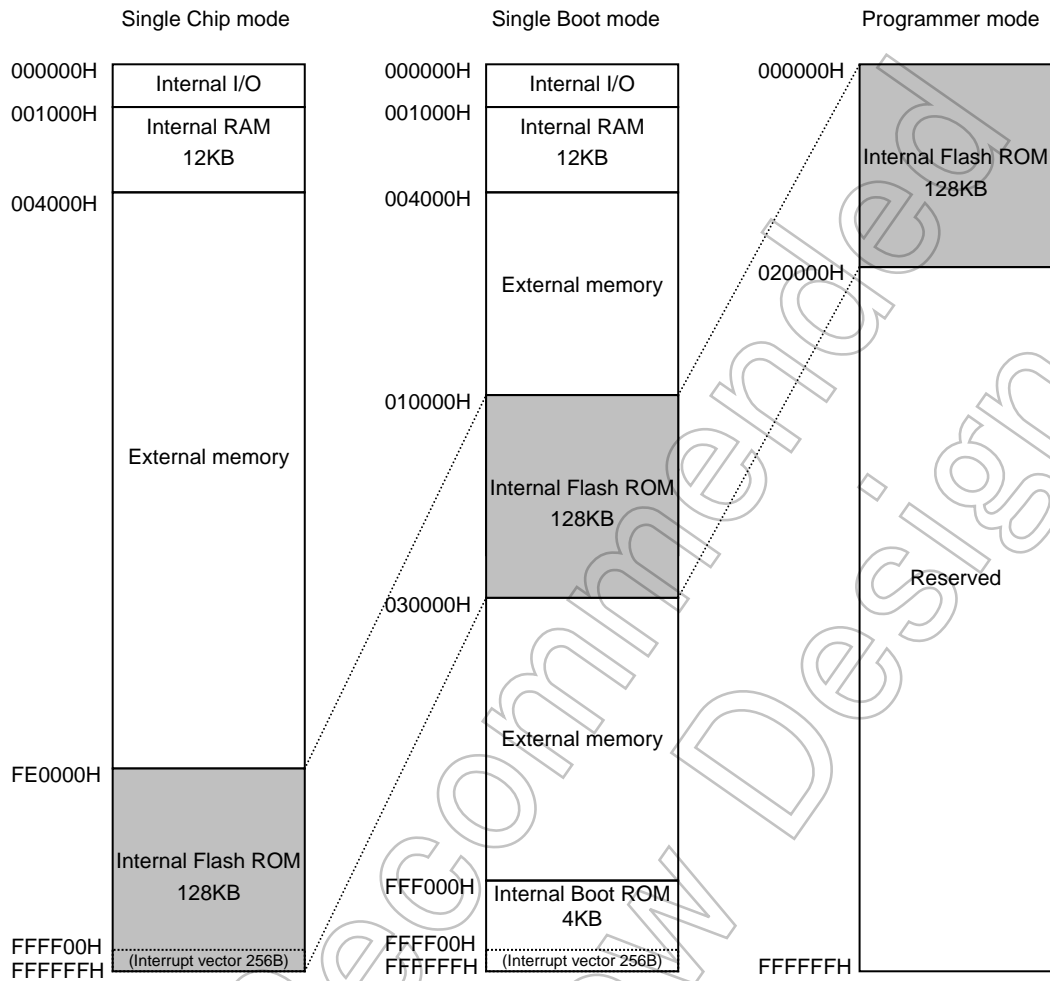 Single Chip mode
000000H
Internal I/O
001000H
Internal RAM
12KB
004000H
External memory
FE0000H
Internal Flash ROM
128KB
FFFF00H
(Interrupt vector 256B)
FFFFFFH
Single Boot mode
000000H
Internal I/O
001000H
Internal RAM
12KB
004000H
External memory
010000H
Internal Flash ROM
128KB
030000H
External memory
FFF000H
Internal Boot ROM
4KB
FFFF00H
(Interrupt vector 256B)
FFFFFFH
Programmer mode
000000H
Internal Flash ROM
128KB
020000H
Reserved
FFFFFFH
ecommended
w Design